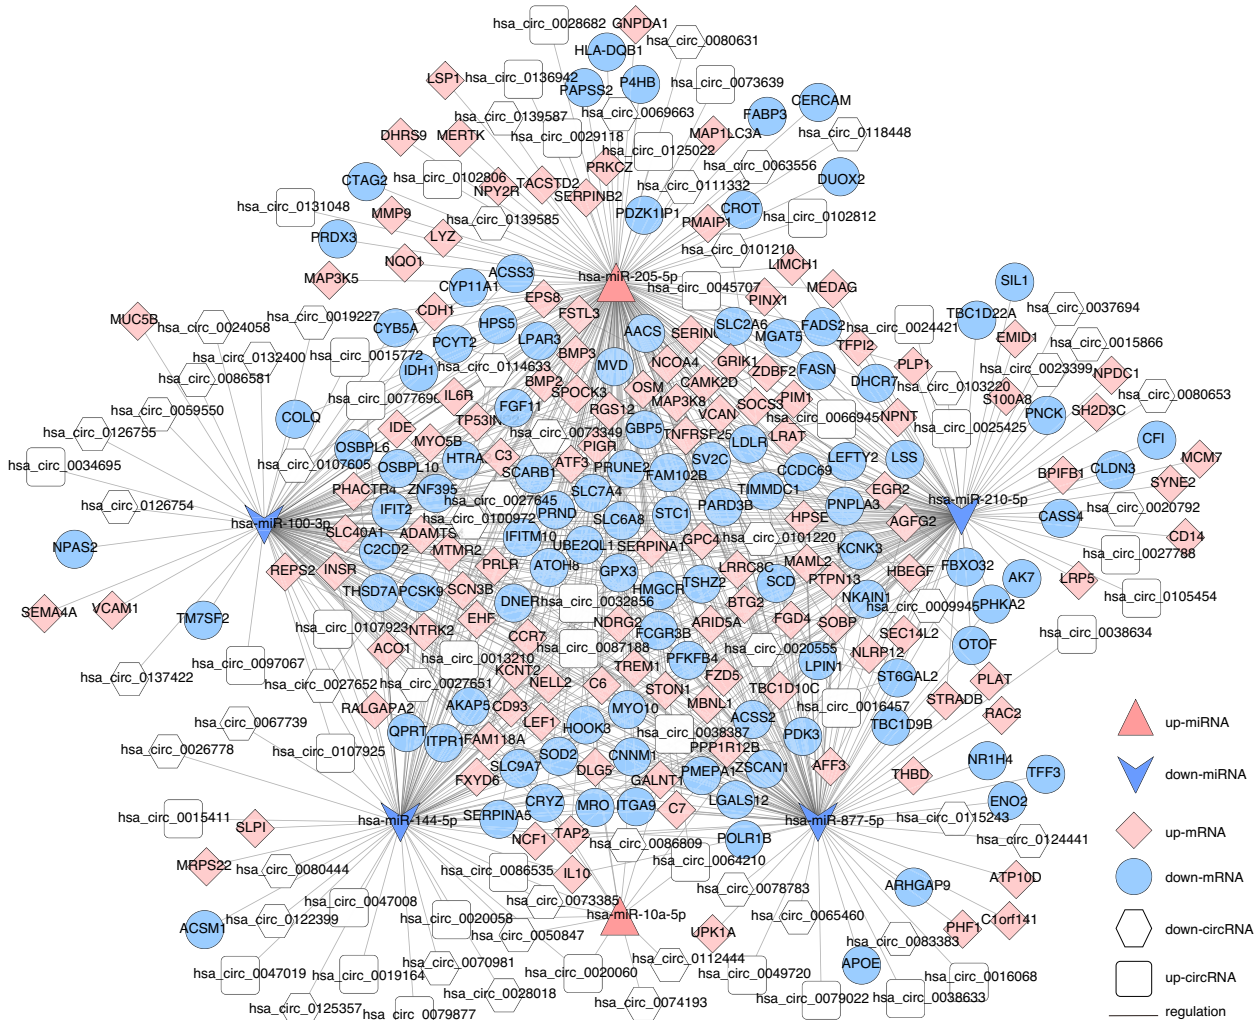 hsa_circ_0028682
GNPDA1
hsa_circ_0080631
HLA-DQB1
LSP1
hsa_circ_0136942
PAPSS2
P4HB
hsa_circ_0073639
CERCAM
hsa_circ_0139587
hsa_circ_0069663
FABP3
DHRS9
MERTK
hsa_circ_0029118
MAP1LC3A
hsa_circ_0118448
hsa_circ_0125022
PRKCZ
hsa_circ_0063556
CTAG2
hsa_circ_0102806
NPY2R
TACSTD2
SERPINB2
hsa_circ_0111332
DUOX2
hsa_circ_0131048
MMP9
hsa_circ_0139585
PDZK1IP1
PMAIP1
CROT
hsa_circ_0102812
PRDX3
LYZ
hsa_circ_0101210
NQO1
LIMCH1
MAP3K5
CYP11A1
ACSS3
hsa-miR-205-5p
hsa_circ_0045707
MEDAG
SIL1
EPS8
PINX1
MUC5B
hsa_circ_0024058
hsa_circ_0019227
CDH1
FSTL3
hsa_circ_0037694
CYB5A
HPS5
AACS
SLC2A6
FADS2
hsa_circ_0024421
TBC1D22A
EMID1
hsa_circ_0015866
hsa_circ_0132400
hsa_circ_0015772
PCYT2
LPAR3
MGAT5
TFPI2
hsa_circ_0086581
IDH1
hsa_circ_0114633
BMP3
MVD
NCOA4
GRIK1
ZDBF2
FASN
PLP1
hsa_circ_0023399
NPDC1
BMP2
SPOCK3
OSM
CAMK2D
DHCR7
hsa_circ_0103220
hsa_circ_0080653
hsa_circ_0077696
IL6R
RGS12
MAP3K8
SOCS3
PIM1
S100A8
hsa_circ_0059550
COLQ
FGF11
VCAN
hsa_circ_0066945
NPNT
PNCK
SH2D3C
hsa_circ_0126755
IDE
hsa_circ_0073349
GBP5
TNFRSF25
LRAT
hsa_circ_0025425
OSBPL6
MYO5B
PIGR
LDLR
CFI
hsa_circ_0034695
hsa_circ_0107605
OSBPL10
C3
SCARB1
ATF3
PRUNE2
FAM102B
SV2C
CCDC69
LEFTY2
LSS
BPIFB1
CLDN3
MCM7
PHACTR4
ZNF395
SLC7A4
TIMMDC1
EGR2
SYNE2
hsa_circ_0126754
IFIT2
hsa_circ_0027645
PRND
PARD3B
PNPLA3
hsa-miR-210-5p
hsa_circ_0020792
hsa-miR-100-3p
hsa_circ_0100972
SLC6A8
STC1
HPSE
AGFG2
CASS4
SLC40A1
ADAMTS
IFITM10
UBE2QL1
GPC4
hsa_circ_0101220
CD14
NPAS2
C2CD2
MTMR2
SERPINA1
KCNK3
hsa_circ_0027788
REPS2
INSR
PRLR
ATOH8
GPX3
LRRC8C
MAML2
HBEGF
FBXO32
AK7
LRP5
THSD7A
PCSK9
SCN3B
HMGCR
TSHZ2
SCD
PTPN13
hsa_circ_0105454
SEMA4A
VCAM1
DNER
hsa_circ_0032856
BTG2
NKAIN1
hsa_circ_0009945
PHKA2
TM7SF2
EHF
NDRG2
ARID5A
FGD4
SOBP
hsa_circ_0107923
NTRK2
CCR7
FCGR3B
SEC14L2
hsa_circ_0038634
ACO1
hsa_circ_0087188
hsa_circ_0020555
NLRP12
OTOF
hsa_circ_0097067
hsa_circ_0013210
TREM1
PFKFB4
LPIN1
hsa_circ_0137422
hsa_circ_0027652
KCNT2
hsa_circ_0027651
NELL2
C6
STON1
FZD5
TBC1D10C
ST6GAL2
PLAT
RALGAPA2
AKAP5
CD93
MBNL1
hsa_circ_0016457
STRADB
hsa_circ_0067739
LEF1
MYO10
ACSS2
TBC1D9B
RAC2
hsa_circ_0026778
hsa_circ_0107925
QPRT
ITPR1
FAM118A
HOOK3
hsa_circ_0038387
PDK3
up-miRNA
SOD2
CNNM1
PPP1R12B
NR1H4
FXYD6
SLC9A7
DLG5
GALNT1
PMEPA1
ZSCAN1
AFF3
THBD
TFF3
down-miRNA
CRYZ
MRO
ITGA9
C7
LGALS12
ENO2
hsa_circ_0015411
SLPI
hsa-miR-144-5p
SERPINA5
hsa-miR-877-5p
hsa_circ_0115243
NCF1
TAP2
hsa_circ_0086809
POLR1B
hsa_circ_0124441
up-mRNA
MRPS22
hsa_circ_0080444
hsa_circ_0086535
IL10
hsa_circ_0064210
ATP10D
down-mRNA
hsa_circ_0047008
hsa_circ_0073385
hsa_circ_0078783
ARHGAP9
ACSM1
hsa_circ_0122399
hsa_circ_0020058
hsa-miR-10a-5p
hsa_circ_0065460
C1orf141
hsa_circ_0050847
UPK1A
hsa_circ_0083383
PHF1
down-circRNA
hsa_circ_0047019
hsa_circ_0019164
hsa_circ_0070981
hsa_circ_0020060
hsa_circ_0112444
hsa_circ_0049720
APOE
hsa_circ_0016068
up-circRNA
hsa_circ_0125357
hsa_circ_0028018
hsa_circ_0079877
hsa_circ_0074193
hsa_circ_0079022
hsa_circ_0038633
regulation